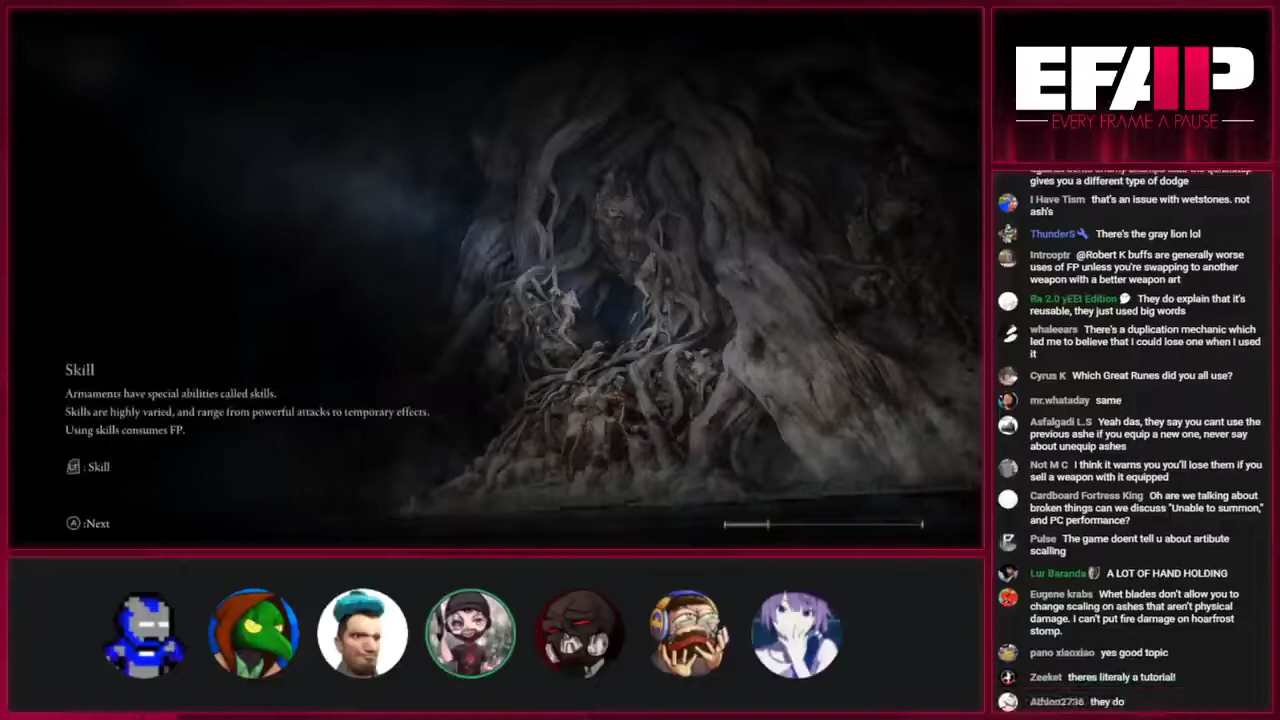 Skill
Armaments have special abilities called skills.
Skills are highly varied, and range from powerful attacks to temporary effects.
Using skills consumes FP.
: Skill
A :Next
EFAP
EVERY FRAME A PAUSE
gives you a different type of dodge
I Have Tism that's an issue with wetstones. not
ash's
ThunderS There's the gray lion lol
Introoptr @Robert K buffs are generally worse
uses of FP unless you're swapping to another
weapon with a better weapon art
Ra 2.0 yEEt Edition They do explain that it's
reusable, they just used big words
whaleears There's a duplication mechanic which
led me to believe that I could lose one when I used
it
Cyrus K Which Great Runes did you all use?
mr.whataday same
Asfalgadi L.S Yeah das, they say you cant use the
previous ashe if you equip a new one, never say
about unequip ashes
Not M C I think it warns you you'll lose them if you
sell a weapon with it equipped
Cardboard Fortress King Oh are we talking about
broken things can we discuss "Unable to summon,"
and PC performance?
Pulse The game doent tell u about artibute
scalling
Lur Baranda A LOT OF HAND HOLDING
Eugene krabs Whet blades don't allow you to
change scaling on ashes that aren't physical
damage. I can't put fire damage on hoarfrost
stomp.
pano xiaoxiao yes good topic
Zeeket theres literaly a tutorial!
they do